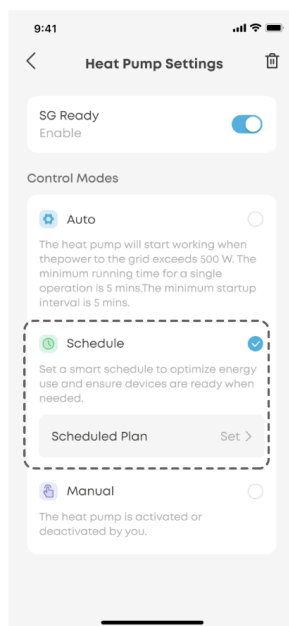 9:41
Heat Pump Settings
SG Ready
Enable
Control Modes
Auto
The heat pump will start working when
thepower to the grid exceeds 500 W. The
minimum running time for a single
operation is 5 mins.The minimum startup
interval is 5 mins.
Schedule
Set a smart schedule to optimize energy
use and ensure devices are ready when
needed.
Scheduled Plan Set >
Manual
The heat pump is activated or
deactivated by you.